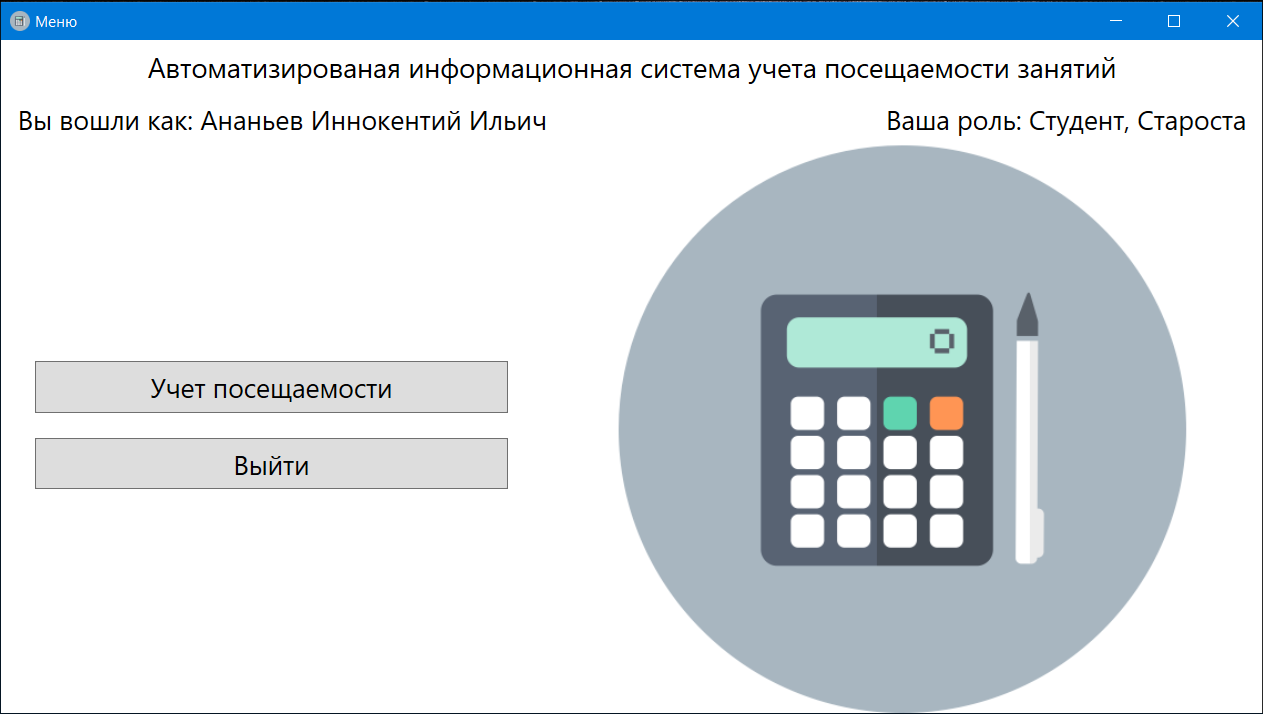 Меню
Автоматизированая информационная система учета посещаемости занятий
Вы вошли как: Ананьев Иннокентий Ильич
Ваша роль: Студент, Староста
0
Учет посещаемости
Выйти